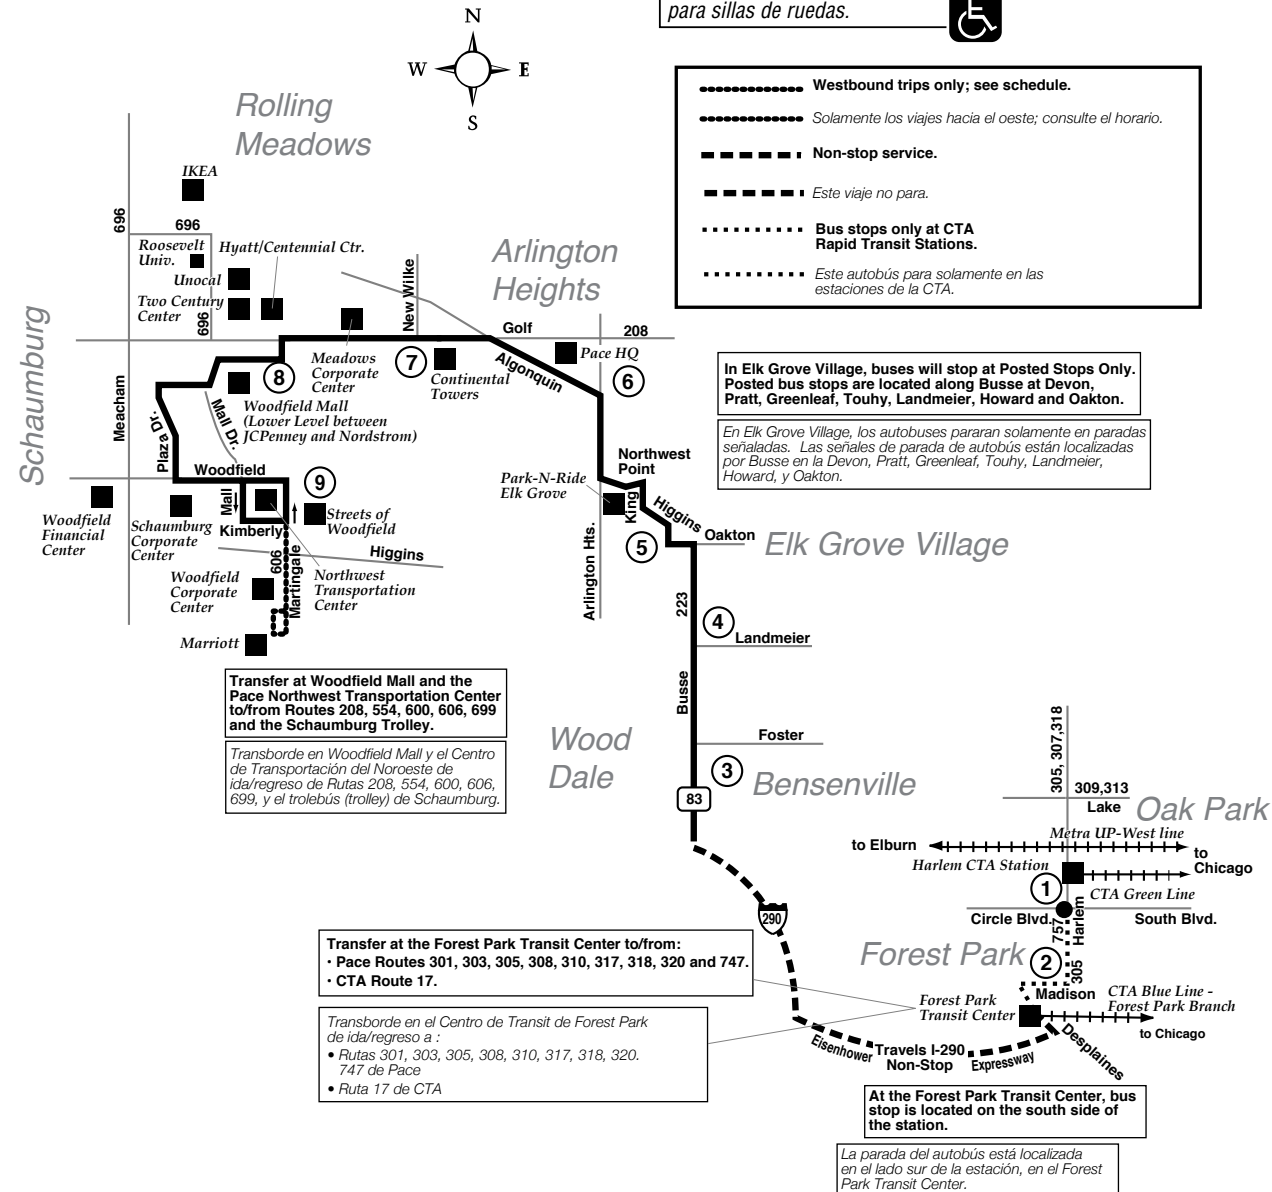 para sillas de ruedas.
N
W
E
S
Westbound trips only; see schedule.
Solamente los viajes hacia el oeste; consulte el horario.
Non-stop service.
Este viaje no para.
Bus stops only at CTA
Rapid Transit Stations.
Este autobús para solamente en las
estaciones de la CTA.
Rolling
Meadows
IKEA
696
696
Roosevelt
Univ.
Hyatt/Centennial Ctr.
Unocal
Two Century
Center
696
Arlington
Heights
New Wilke
Golf
208
Schaumburg
Meadows
Corporate
Center
7
Continental
Towers
Algonquin
Pace HQ
6
8
Meacham
Plaza Dr.
Mall Dr.
Woodfield Mall
(Lower Level between
JCPenney and Nordstrom)
In Elk Grove Village, buses will stop at Posted Stops Only.
Posted bus stops are located along Busse at Devon,
Pratt, Greenleaf, Touhy, Landmeier, Howard and Oakton.
En Elk Grove Village, los autobuses pararan solamente en paradas
señaladas. Las señales de parada de autobús están localizadas
por Busse en la Devon, Pratt, Greenleaf, Touhy, Landmeier,
Howard, y Oakton.
Woodfield
9
Mall
Kimberly
Streets of
Woodfield
Woodfield
Financial
Center
Schaumburg
Corporate
Center
Higgins
606
Martingale
Woodfield
Corporate
Center
Northwest
Transportation
Center
Marriott
Northwest
Point
Park-N-Ride
Elk Grove
King
Higgins
5
Oakton
Elk Grove Village
Arlington Hts.
223
4
Landmeier
Busse
Transfer at Woodfield Mall and the
Pace Northwest Transportation Center
to/from Routes 208, 554, 600, 606, 699
and the Schaumburg Trolley.
Transborde en Woodfield Mall y el Centro
de Transportación del Noroeste de
ida/regreso de Rutas 208, 554, 600, 606,
699, y el trolebús (trolley) de Schaumburg.
Wood
Dale
Foster
3
Bensenville
83
305, 307,318
309,313
Lake
Oak Park
Metra UP-West line
to Elburn
to
Chicago
Harlem CTA Station
1
CTA Green Line
Circle Blvd.
South Blvd.
757
Harlem
290
Forest Park
2
305
Madison
CTA Blue Line -
Forest Park Branch
Forest Park
Transit Center
to Chicago
Desplaines
Transfer at the Forest Park Transit Center to/from:
• Pace Routes 301, 303, 305, 308, 310, 317, 318, 320 and 747.
• CTA Route 17.
Transborde en el Centro de Transit de Forest Park
de ida/regreso a :
• Rutas 301, 303, 305, 308, 310, 317, 318, 320.
747 de Pace
• Ruta 17 de CTA
Eisenhower
Travels I-290
Non-Stop
Expressway
At the Forest Park Transit Center, bus
stop is located on the south side of
the station.
La parada del autobús está localizada
en el lado sur de la estación, en el Forest
Park Transit Center.